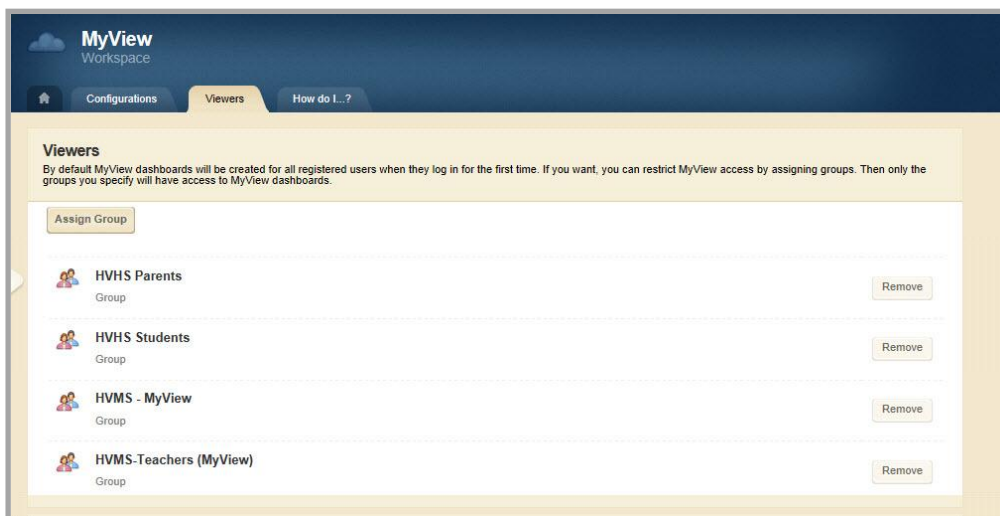 MyView
Workspace
Configurations Viewers How do I...?
Viewers
By default MyView dashboards will be created for all registered users when they log in for the first time. If you want, you can restrict MyView access by assigning groups. Then only the
groups you specify will have access to MyView dashboards.
Assign Group
HVHS Parents
Group
Remove
HVHS Students
Group
Remove
HVMS - MyView
Group
Remove
HVMS-Teachers (MyView)
Group
Remove